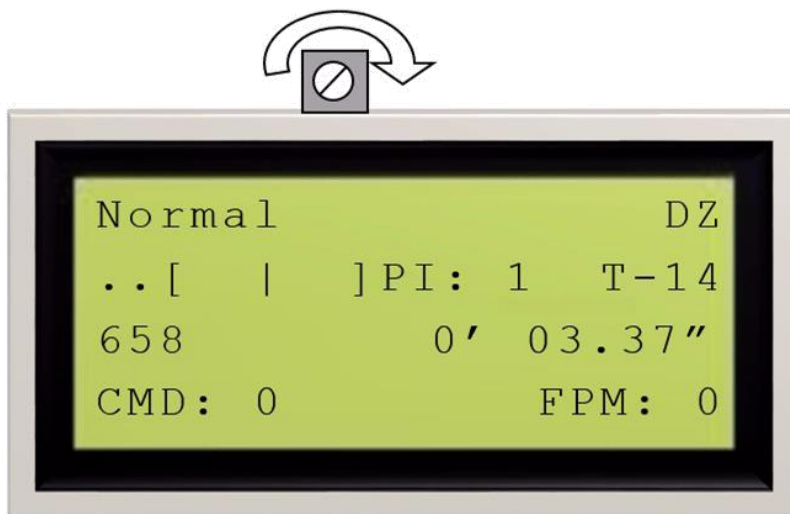 Normal DZ
..[ | ]PI: 1 T-14
658 0′ 03.37″
CMD: 0 FPM: 0